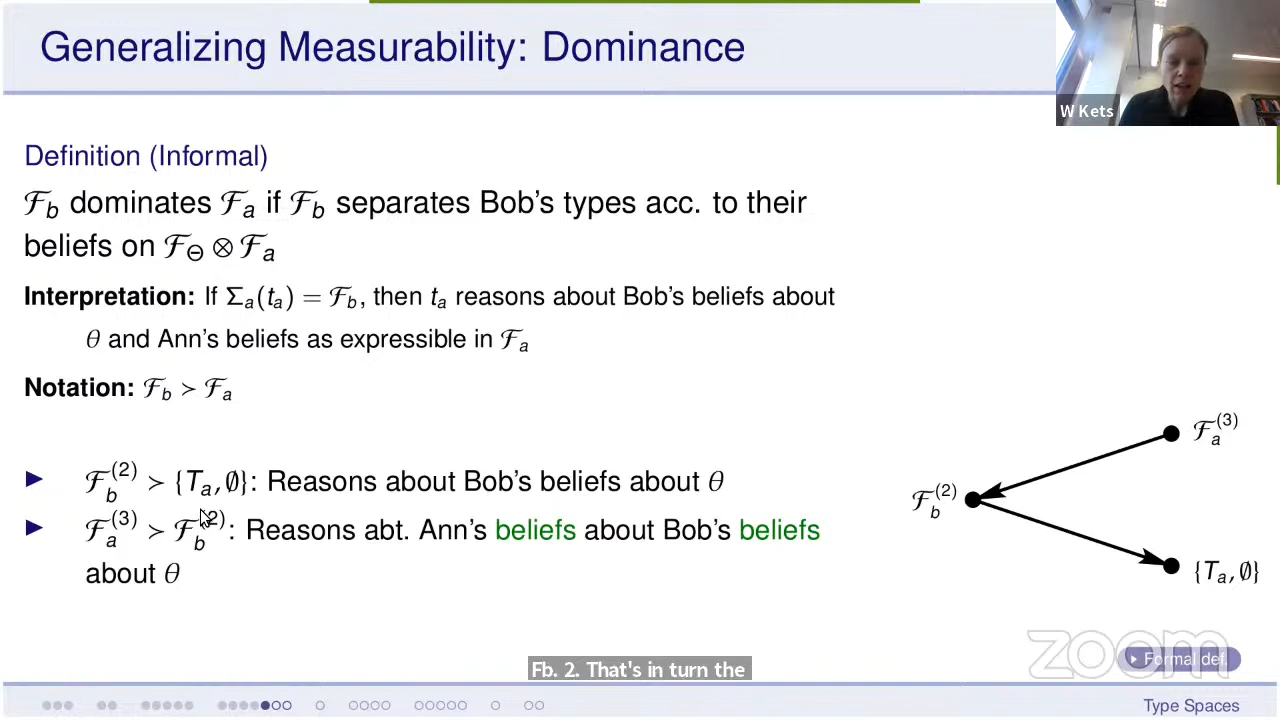 Generalizing Measurability: Dominance
W Kets
Definition (Informal)
ℱ_b dominates ℱ_a if ℱ_b separates Bob's types acc. to their
beliefs on ℱ_Θ ⊗ ℱ_a
Interpretation: If Σ_a(t_a) = ℱ_b, then t_a reasons about Bob's beliefs about
θ and Ann's beliefs as expressible in ℱ_a
Notation: ℱ_b ≻ ℱ_a
▶ ℱ_b^(2) ≻ {T_a, ∅}: Reasons about Bob's beliefs about θ
▶ ℱ_a^(3) ≻ ℱ_b^(2): Reasons abt. Ann's beliefs about Bob's beliefs
about θ
ℱ_a^(3)
ℱ_b^(2)
{T_a, ∅}
zoom
Formal def.
Fb. 2. That's in turn the
Type Spaces